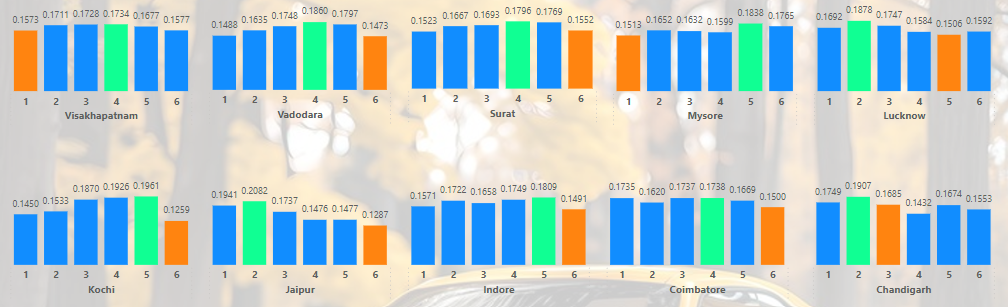 0.1573 0.1711 0.1728 0.1734 0.1677 0.1577
1 2 3 4 5 6
Visakhapatnam
0.1488 0.1635 0.1748 0.1860 0.1797 0.1473
1 2 3 4 5 6
Vadodara
0.1523 0.1667 0.1693 0.1796 0.1769 0.1552
1 2 3 4 5 6
Surat
0.1513 0.1652 0.1632 0.1599 0.1838 0.1765
1 2 3 4 5 6
Mysore
0.1692 0.1878 0.1747 0.1584 0.1506 0.1592
1 2 3 4 5 6
Lucknow
0.1450 0.1533 0.1870 0.1926 0.1961 0.1259
1 2 3 4 5 6
Kochi
0.1941 0.2082 0.1737 0.1476 0.1477 0.1287
1 2 3 4 5 6
Jaipur
0.1571 0.1722 0.1658 0.1749 0.1809 0.1491
1 2 3 4 5 6
Indore
0.1735 0.1620 0.1737 0.1738 0.1669 0.1500
1 2 3 4 5 6
Coimbatore
0.1749 0.1907 0.1685 0.1432 0.1674 0.1553
1 2 3 4 5 6
Chandigarh